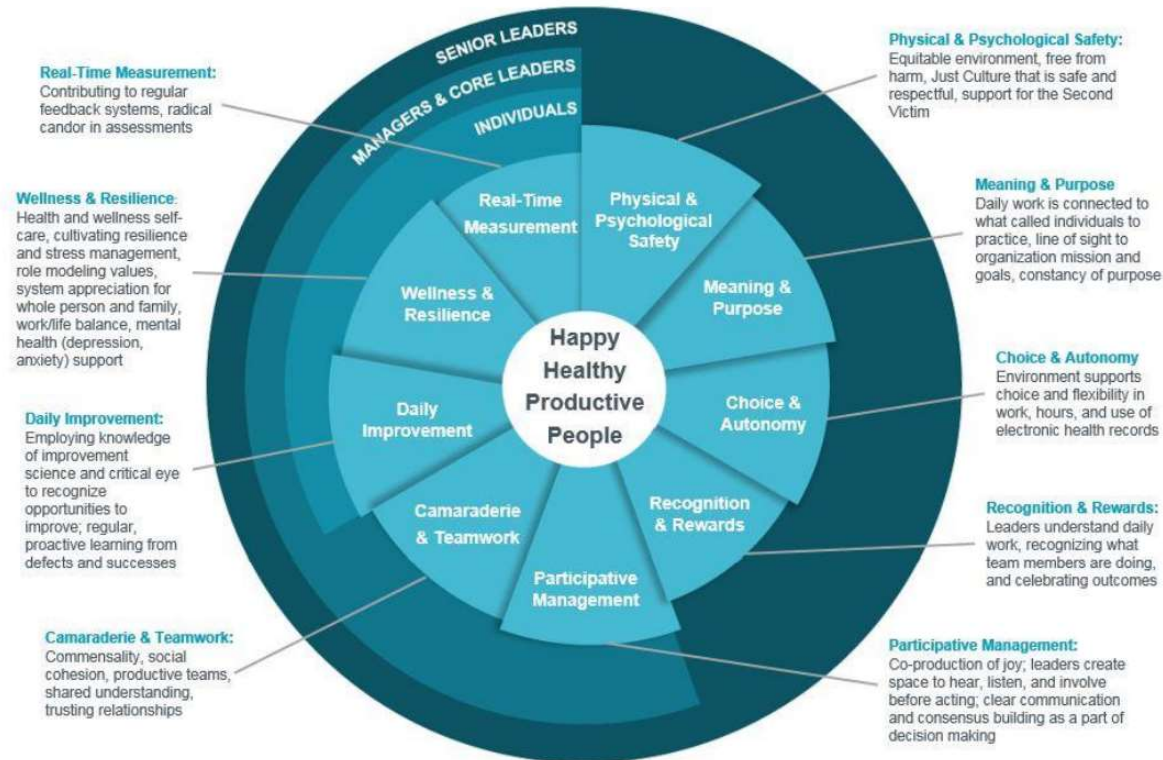 SENIOR LEADERS
MANAGERS & CORE LEADERS
INDIVIDUALS
Real-Time Measurement:
Contributing to regular
feedback systems, radical
candor in assessments
Wellness & Resilience:
Health and wellness self-
care, cultivating resilience
and stress management,
role modeling values,
system appreciation for
whole person and family,
work/life balance, mental
health (depression,
anxiety) support
Daily Improvement:
Employing knowledge
of improvement
science and critical eye
to recognize
opportunities to
improve; regular,
proactive learning from
defects and successes
Camaraderie & Teamwork:
Commensality, social
cohesion, productive teams,
shared understanding,
trusting relationships
Real-Time
Measurement
Physical &
Psychological
Safety
Wellness &
Resilience
Meaning &
Purpose
Happy
Healthy
Productive
People
Daily
Improvement
Choice &
Autonomy
Camaraderie
& Teamwork
Recognition
& Rewards
Participative
Management
Physical & Psychological Safety:
Equitable environment, free from
harm, Just Culture that is safe and
respectful, support for the Second
Victim
Meaning & Purpose
Daily work is connected to
what called individuals to
practice, line of sight to
organization mission and
goals, constancy of purpose
Choice & Autonomy
Environment supports
choice and flexibility in
work, hours, and use of
electronic health records
Recognition & Rewards:
Leaders understand daily
work, recognizing what
team members are doing,
and celebrating outcomes
Participative Management:
Co-production of joy; leaders create
space to hear, listen, and involve
before acting; clear communication
and consensus building as a part of
decision making